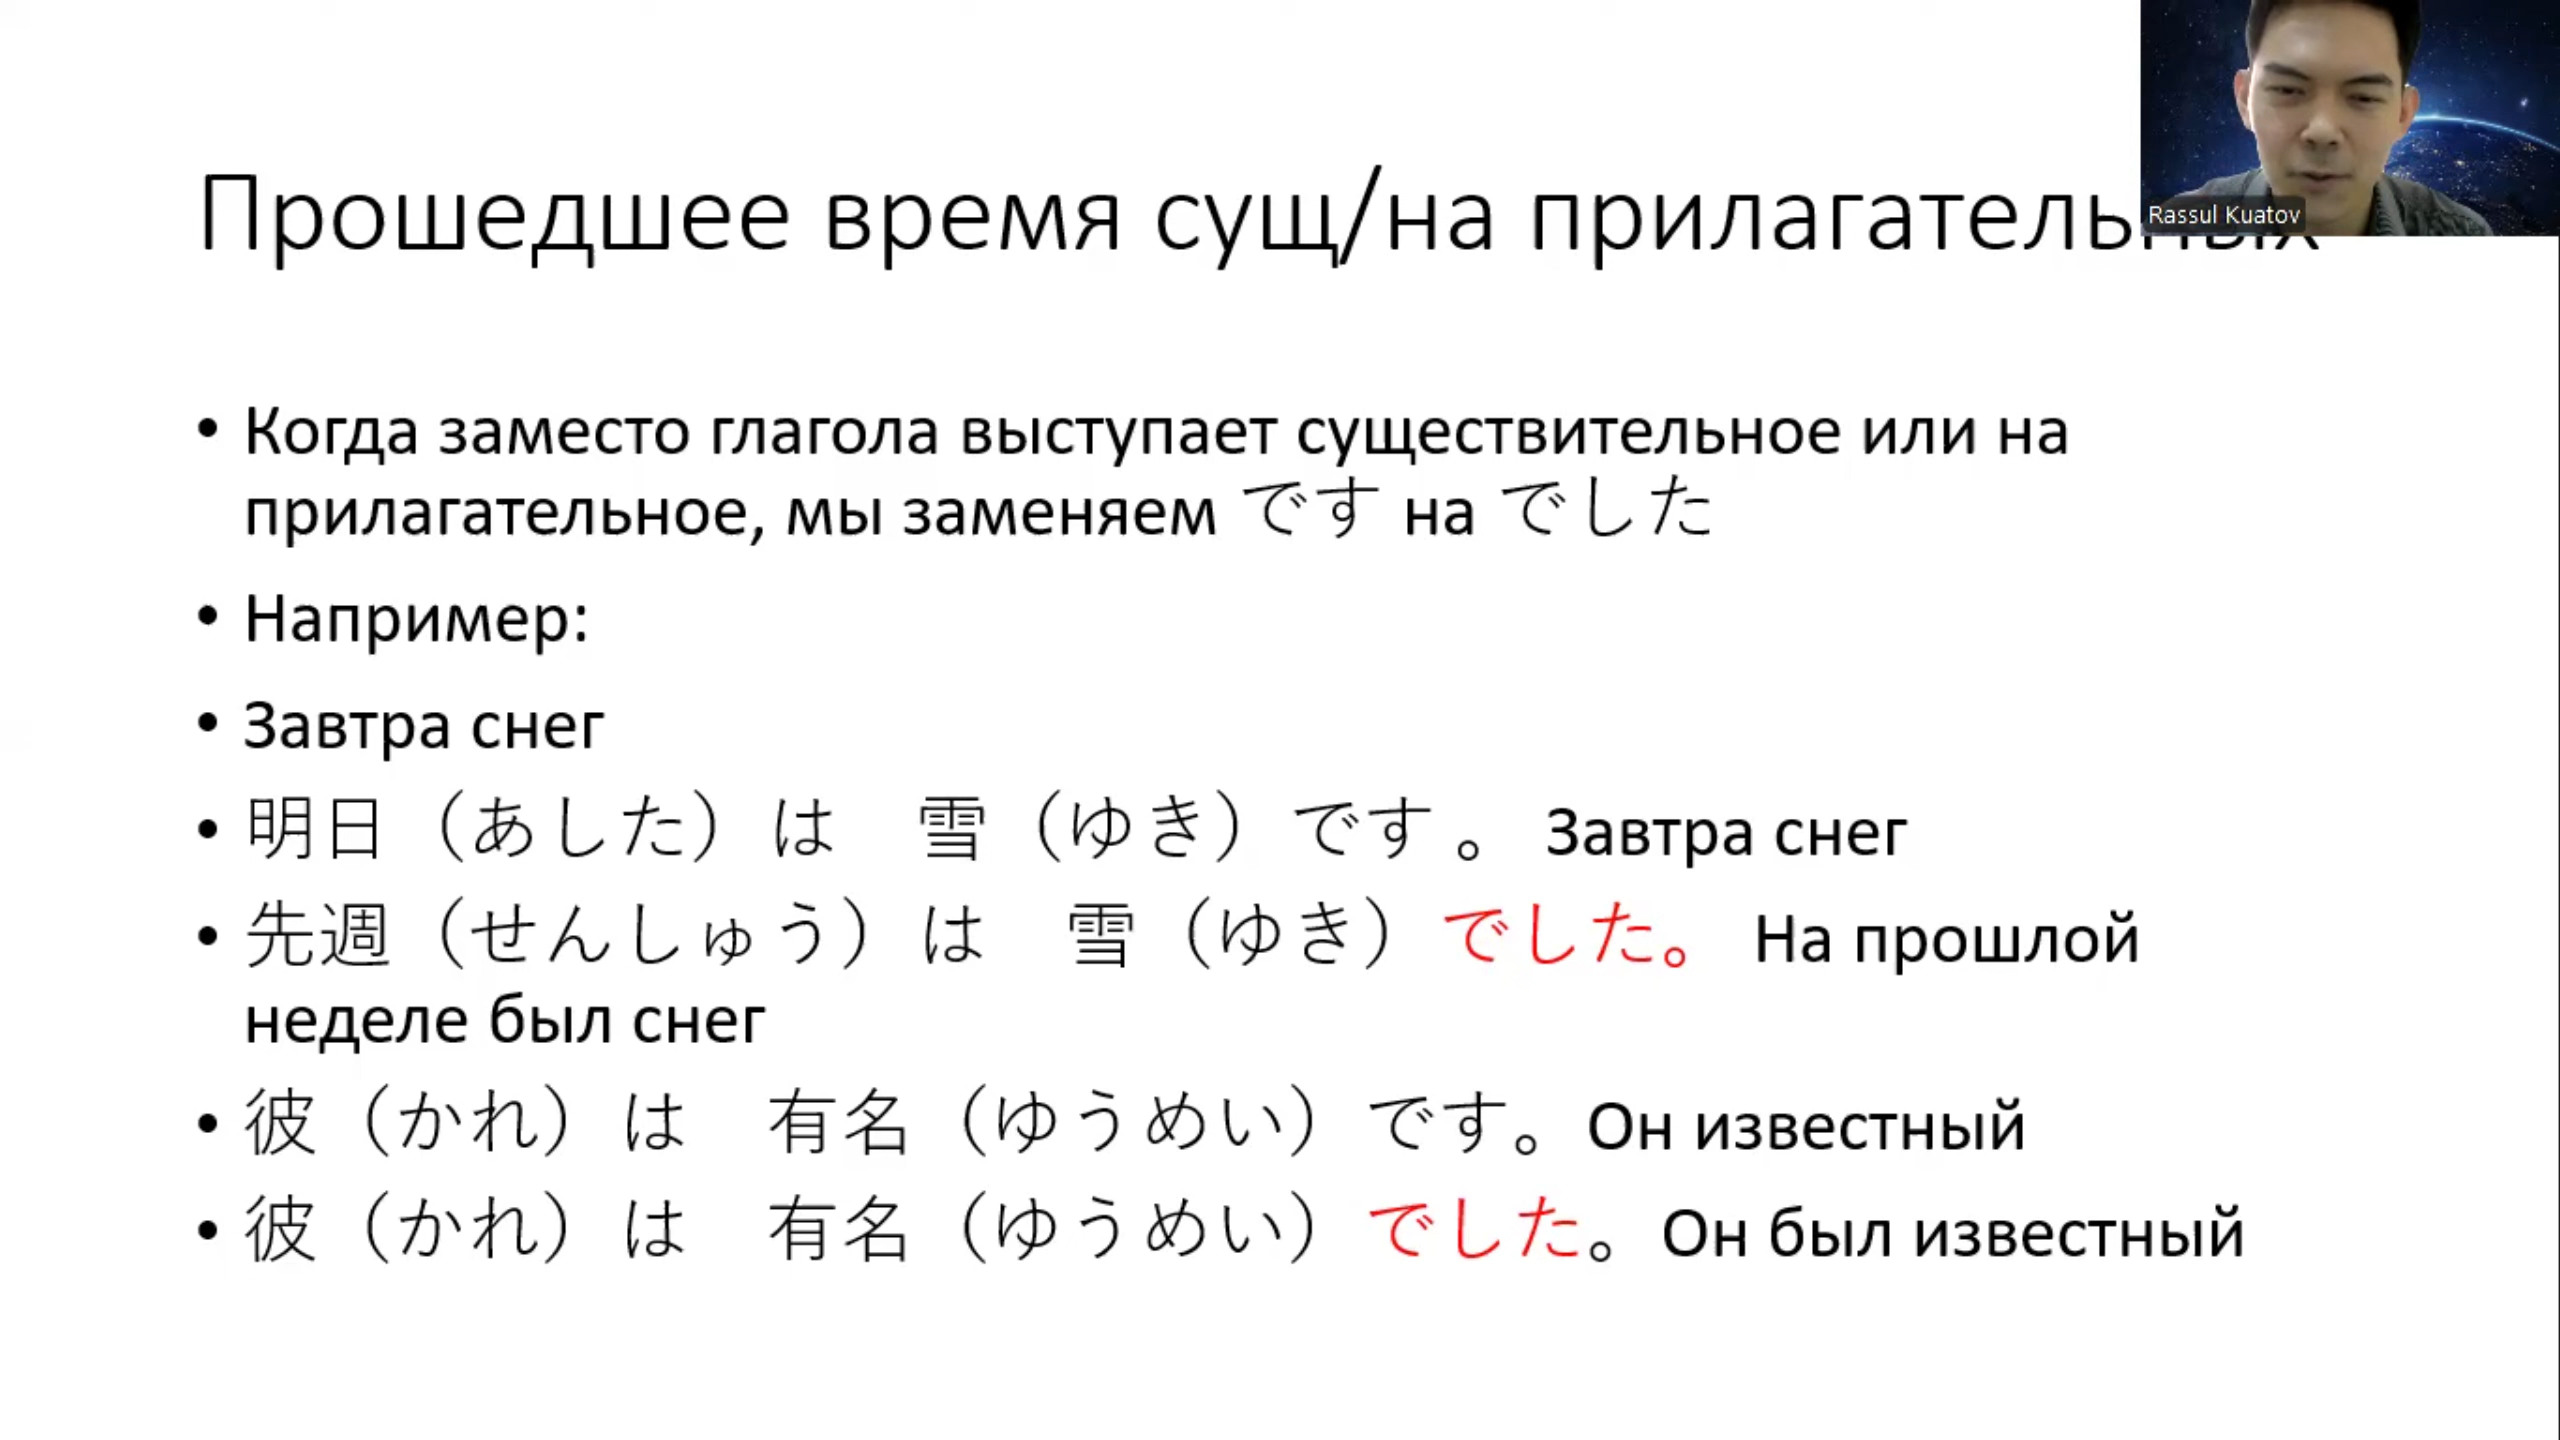 Rassul Kuatov
Прошедшее время сущ/на прилагательных
• Когда заместо глагола выступает существительное или на
прилагательное, мы заменяем です на でした
• Например:
• Завтра снег
• 明日（あした）は　雪（ゆき）です 。 Завтра снег
• 先週（せんしゅう）は　雪（ゆき）でした。 На прошлой
неделе был снег
• 彼（かれ）は　有名（ゆうめい）です。Он известный
• 彼（かれ）は　有名（ゆうめい）でした。Он был известный